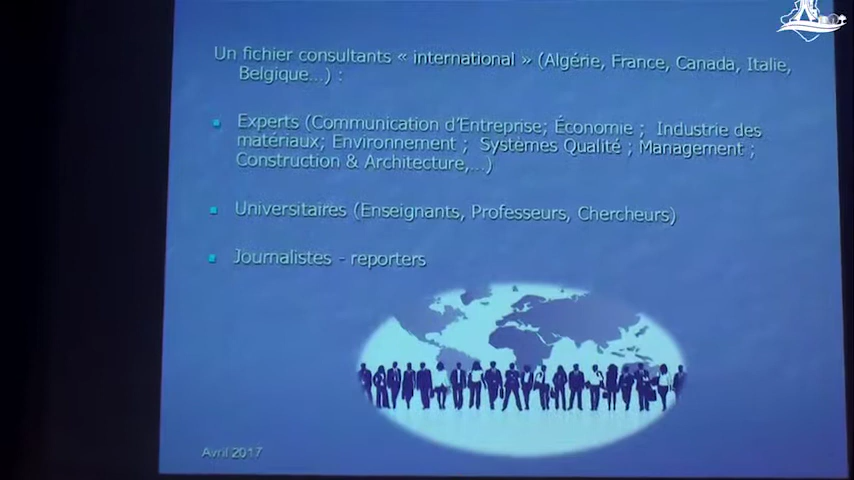 Un fichier consultants « international » (Algérie, France, Canada, Italie,
Belgique...) :
Experts (Communication d'Entreprise; Économie ; Industrie des
matériaux; Environnement ; Systèmes Qualité ; Management ;
Construction & Architecture,...)
Universitaires (Enseignants, Professeurs, Chercheurs)
Journalistes - reporters
Avril 2017